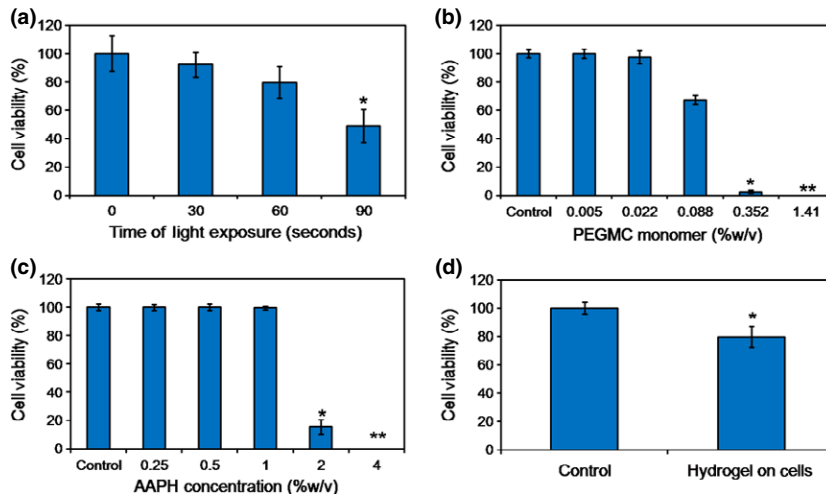 (a)
Cell viability (%)
120
100
80
60
40
20
0
*
0 30 60 90
Time of light exposure (seconds)
(b)
Cell viability (%)
120
100
80
60
40
20
0
* **
Control 0.005 0.022 0.088 0.352 1.41
PEGMC monomer (%w/v)
(c)
Cell viability (%)
120
100
80
60
40
20
0
* **
Control 0.25 0.5 1 2 4
AAPH concentration (%w/v)
(d)
Cell viability (%)
120
100
80
60
40
20
0
*
Control Hydrogel on cells